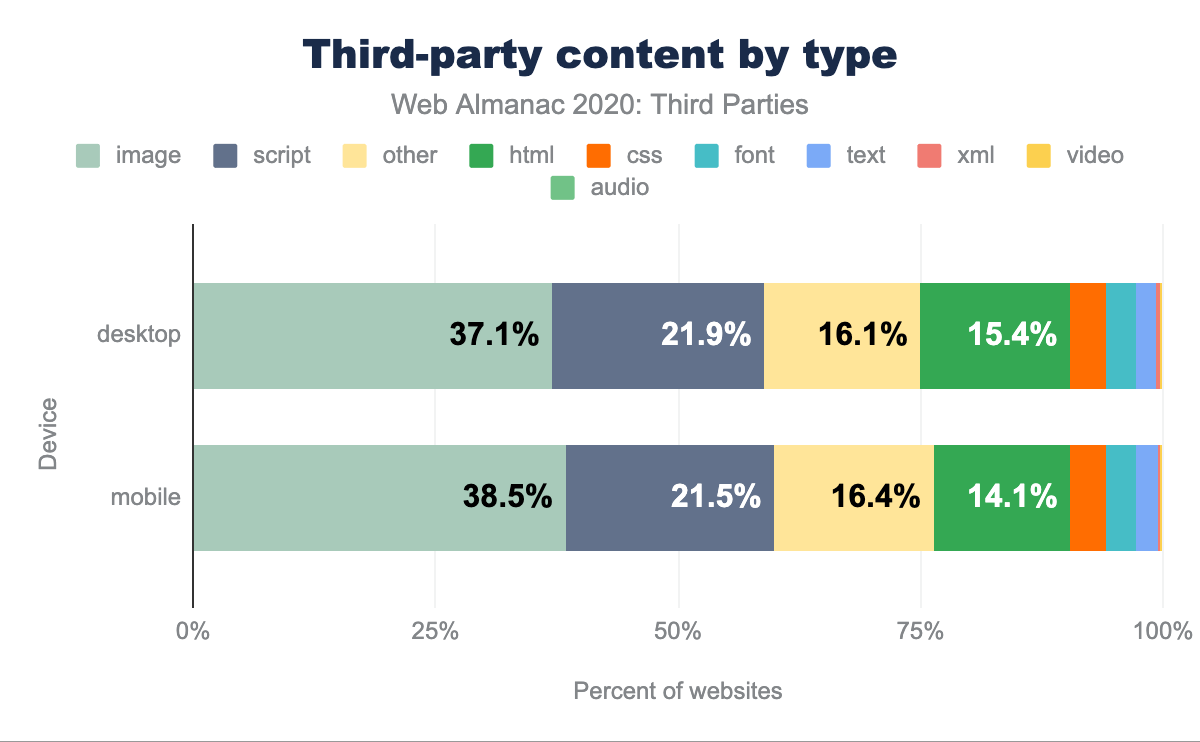 Third-party content by type
Web Almanac 2020: Third Parties
image script other html css font text xml video
audio
desktop 37.1% 21.9% 16.1% 15.4%
Device
mobile 38.5% 21.5% 16.4% 14.1%
0% 25% 50% 75% 100%
Percent of websites